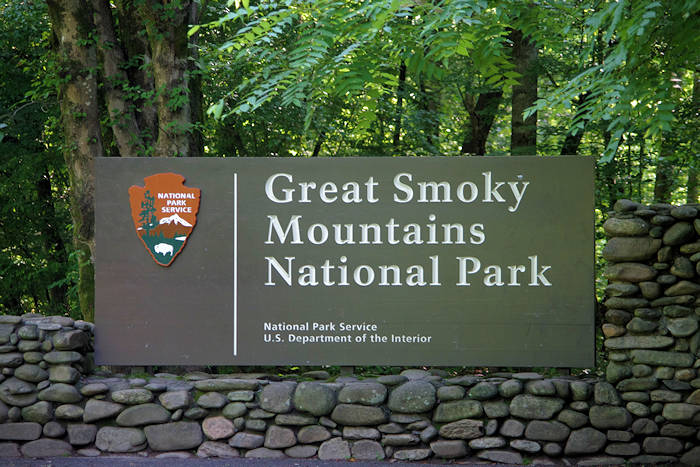 NATIONAL
PARK
SERVICE
Great Smoky
Mountains
National Park
National Park Service
U.S. Department of the Interior